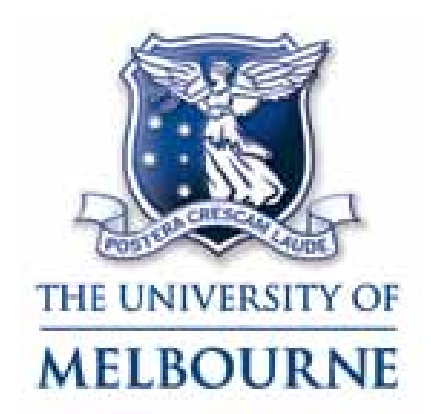 POSTERA CRESCAM LAUDE
THE UNIVERSITY OF
MELBOURNE